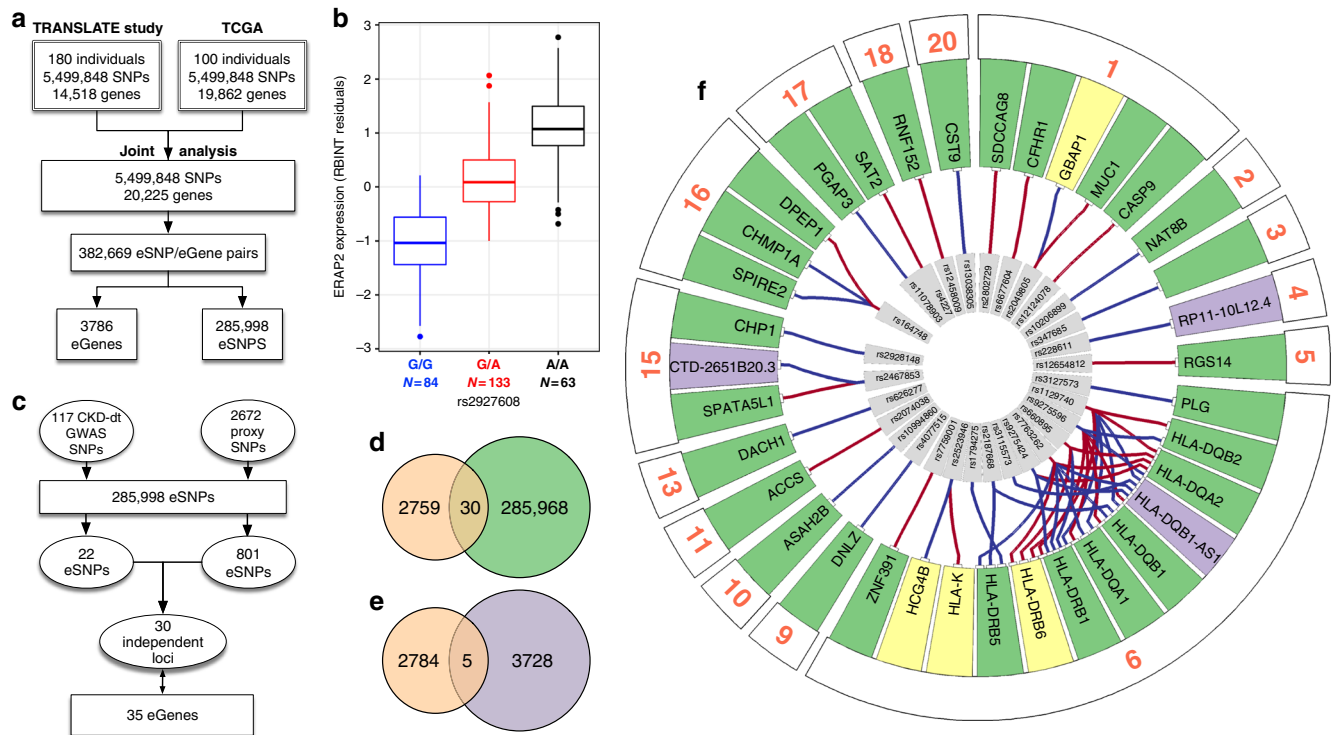 a
TRANSLATE study
TCGA
180 individuals
5,499,848 SNPs
14,518 genes
100 individuals
5,499,848 SNPs
19,862 genes
Joint analysis
5,499,848 SNPs
20,225 genes
382,669 eSNP/eGene pairs
3786
eGenes
285,998
eSNPS
b
ERAP2 expression (RBINT residuals)
3
2
1
0
−1
−2
−3
G/G
N=84
G/A
N=133
A/A
N=63
rs2927608
c
117 CKD-dt
GWAS
SNPs
2672
proxy
SNPs
285,998 eSNPs
22
eSNPs
801
eSNPs
30
independent
loci
35 eGenes
d
2759
30
285,968
e
2784
5
3728
f
1
2
3
4
5
6
9
10
11
13
15
16
17
18
20
SDCCAG8
CFHR1
GBAP1
MUC1
CASP9
NAT8B
RP11-10L12.4
RGS14
PLG
HLA-DQB2
HLA-DQA2
HLA-DQB1-AS1
HLA-DQB1
HLA-DQA1
HLA-DRB1
HLA-DRB6
HLA-DRB5
HLA-K
HCG4B
ZNF391
DNLZ
ASAH2B
ACCS
DACH1
SPATA5L1
CTD-2651B20.3
CHP1
SPIRE2
CHMP1A
DPEP1
PGAP3
SAT2
RNF152
CST9
rs2802729
rs6677604
rs2049805
rs12124078
rs10206899
rs347685
rs228611
rs12654812
rs3127573
rs1129740
rs9275596
rs660895
rs7763262
rs9275424
rs3115573
rs2187668
rs1794275
rs2523946
rs7759001
rs4077515
rs10994860
rs2074038
rs626277
rs2467853
rs2928148
rs164748
rs11078903
rs4227
rs12458009
rs13038305